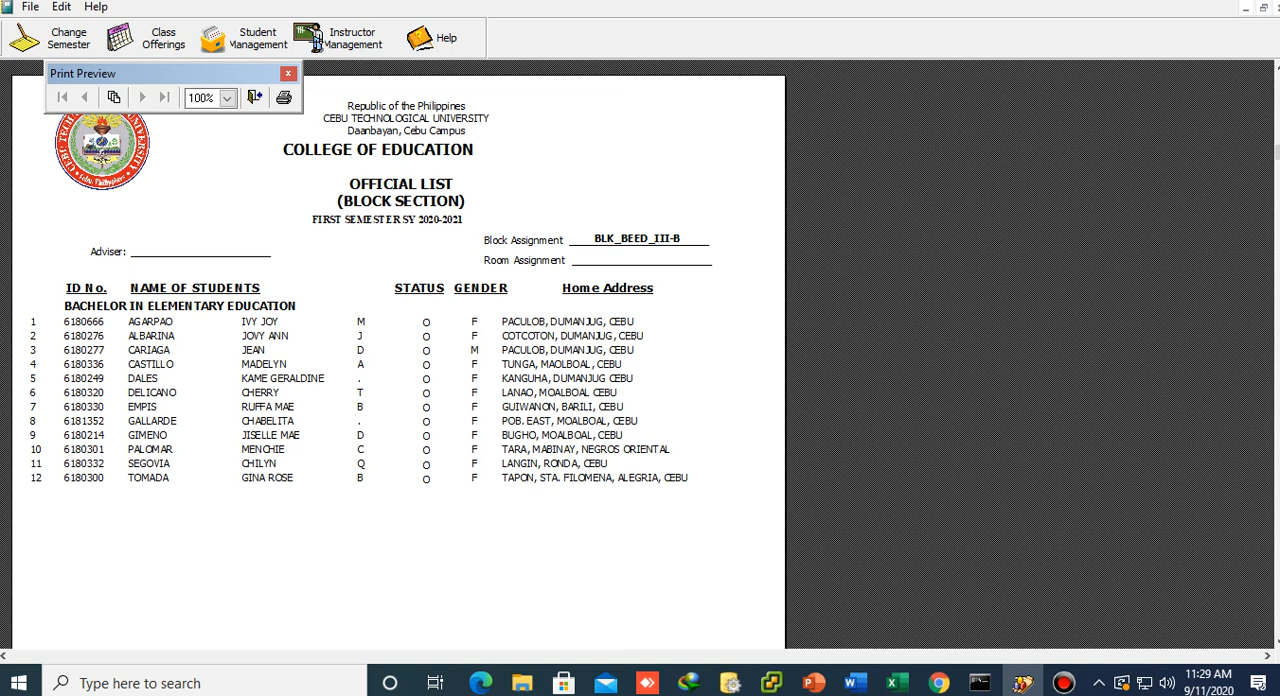 File Edit Help
Change Semester Class Offerings Student Management Instructor Management Help
Print Preview
100%
Republic of the Philippines
CEBU TECHNOLOGICAL UNIVERSITY
Daanbayan, Cebu Campus
COLLEGE OF EDUCATION
OFFICIAL LIST
(BLOCK SECTION)
FIRST SEMESTER SY 2020-2021
Block Assignment BLK_BEED_III-B
Adviser:
Room Assignment
ID No. NAME OF STUDENTS STATUS GENDER Home Address
BACHELOR IN ELEMENTARY EDUCATION
1 6180666 AGARPAO IVY JOY M O F PACULOB, DUMANJUG, CEBU
2 6180276 ALBARINA JOVY ANN J O F COTCOTON, DUMANJUG, CEBU
3 6180277 CARIAGA JEAN D O M PACULOB, DUMANJUG, CEBU
4 6180336 CASTILLO MADELYN A O F TUNGA, MAOLBOAL, CEBU
5 6180249 DALES KAME GERALDINE . O F KANGUHA, DUMANJUG CEBU
6 6180320 DELICANO CHERRY T O F LANAO, MOALBOAL CEBU
7 6180330 EMPIS RUFFA MAE B O F GUIWANON, BARILI, CEBU
8 6181352 GALLARDE CHABELITA . O F POB. EAST, MOALBOAL, CEBU
9 6180214 GIMENO JISELLE MAE D O F BUGHO, MOALBOAL, CEBU
10 6180301 PALOMAR MENCHIE C O F TARA, MABINAY, NEGROS ORIENTAL
11 6180332 SEGOVIA CHILYN Q O F LANGIN, RONDA, CEBU
12 6180300 TOMADA GINA ROSE B O F TAPON, STA. FILOMENA, ALEGRIA, CEBU
Type here to search
11:29 AM
9/11/2020